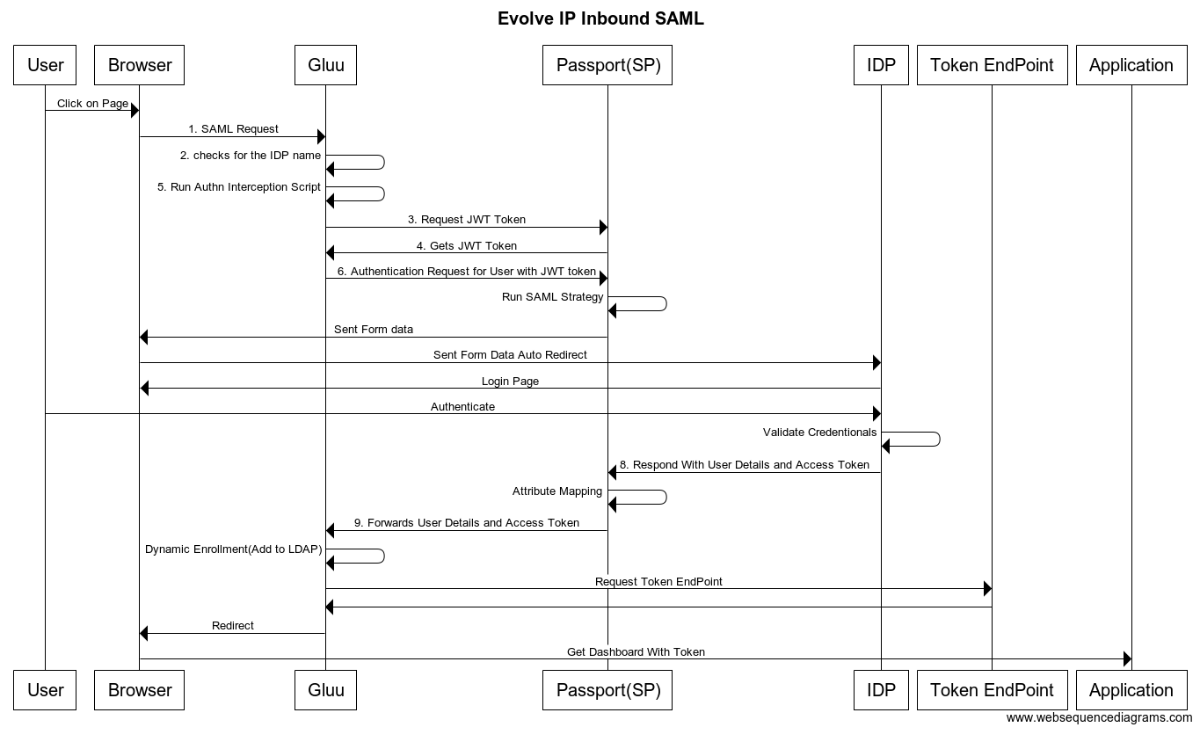 Evolve IP Inbound SAML
User Browser Gluu Passport(SP) IDP Token EndPoint Application
Click on Page
1. SAML Request
2. checks for the IDP name
5. Run Authn Interception Script
3. Request JWT Token
4. Gets JWT Token
6. Authentication Request for User with JWT token
Run SAML Strategy
Sent Form data
Sent Form Data Auto Redirect
Login Page
Authenticate
Validate Credentionals
8. Respond With User Details and Access Token
Attribute Mapping
9. Forwards User Details and Access Token
Dynamic Enrollment(Add to LDAP)
Request Token EndPoint
Redirect
Get Dashboard With Token
User Browser Gluu Passport(SP) IDP Token EndPoint Application
www.websequencediagrams.com